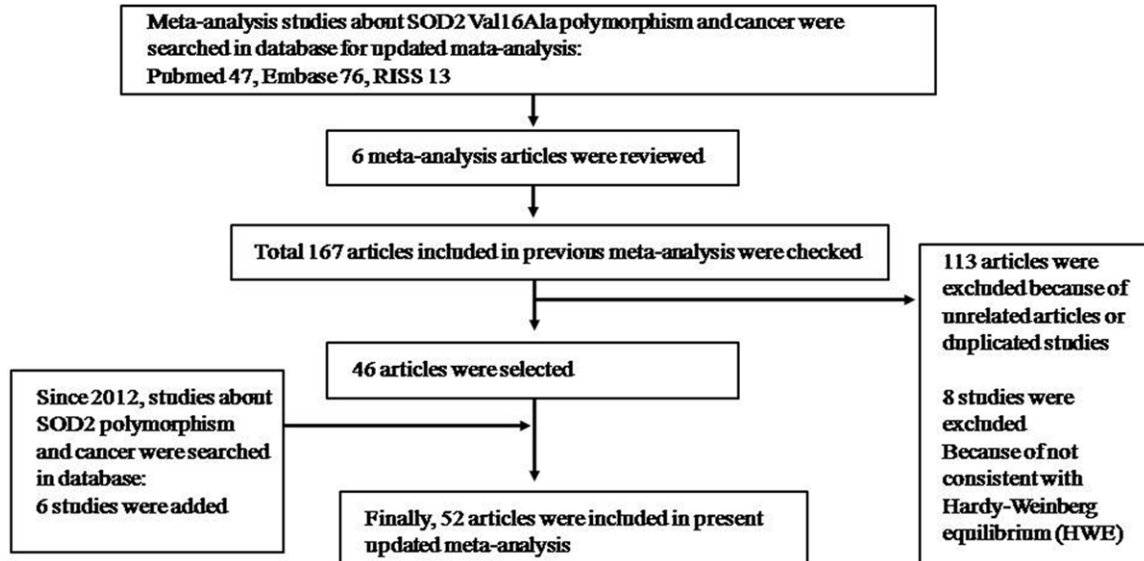 Meta-analysis studies about SOD2 Val16Ala polymorphism and cancer were
searched in database for updated mata-analysis:
Pubmed 47, Embase 76, RISS 13
6 meta-analysis articles were reviewed
Total 167 articles included in previous meta-analysis were checked
113 articles were
excluded because of
unrelated articles or
duplicated studies
8 studies were
excluded
Because of not
consistent with
Hardy-Weinberg
equilibrium (HWE)
46 articles were selected
Since 2012, studies about
SOD2 polymorphism
and cancer were searched
in database:
6 studies were added
Finally, 52 articles were included in present
updated meta-analysis